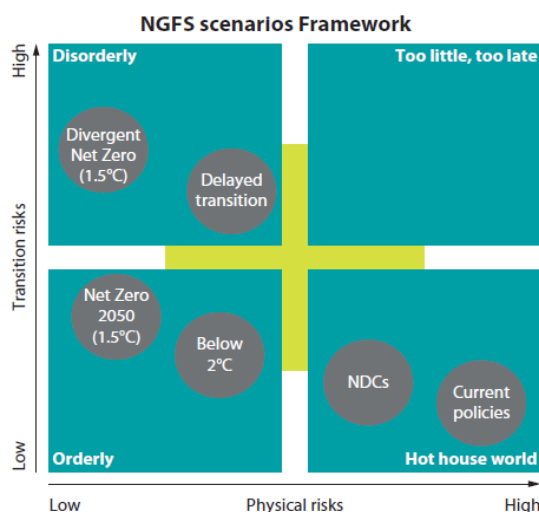 NGFS scenarios Framework
High
Disorderly
Too little, too late
Divergent
Net Zero
(1.5°C)
Delayed
transition
Transition risks
Net Zero
2050
(1.5°C)
Below
2°C
NDCs
Current
policies
Low
Orderly
Hot house world
Low
Physical risks
High